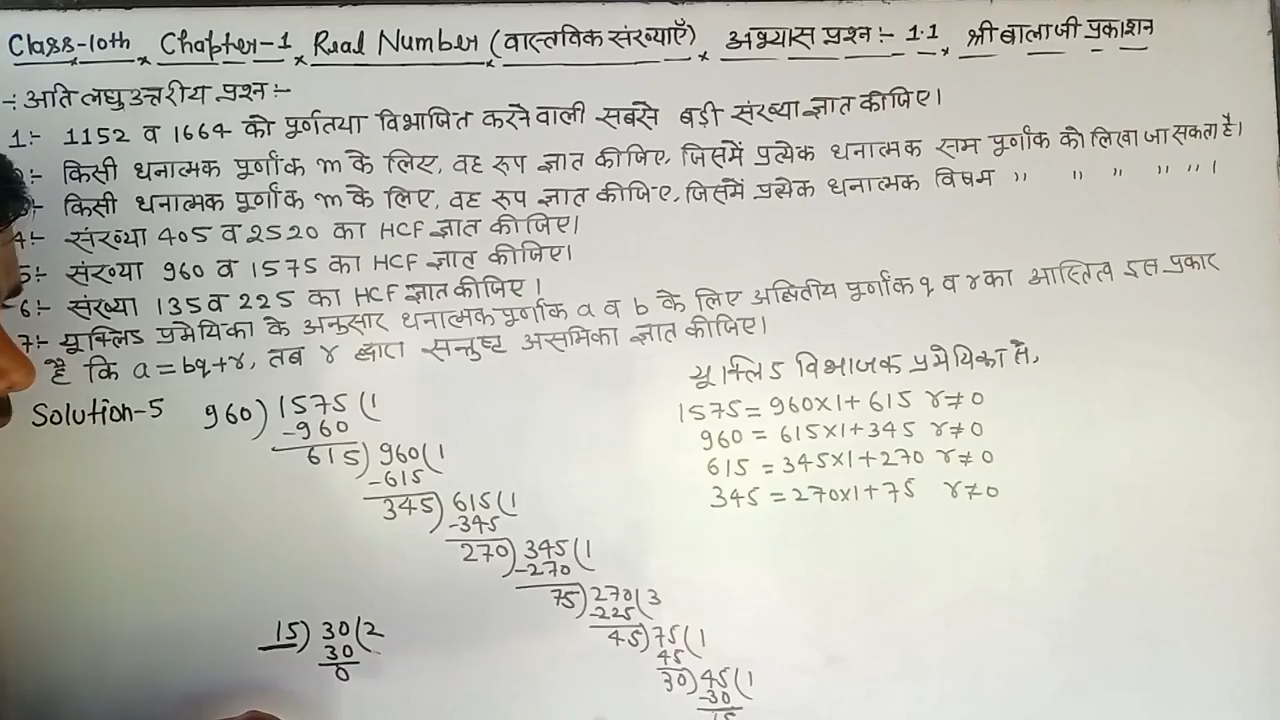 Class-10th, Chapter-1, Real Number (वास्तविक संख्याएँ), अभ्यास प्रश्न:- 1.1, श्री बालाजी प्रकाशन
-: अति लघु उत्तरीय प्रश्न:-
1:- 1152 व 1664 को पूर्णतया विभाजित करने वाली सबसे बड़ी संख्या ज्ञात कीजिए।
:- किसी धनात्मक पूर्णांक m के लिए, वह रूप ज्ञात कीजिए, जिसमें प्रत्येक धनात्मक सम पूर्णांक को लिखा जा सकता है।
:- किसी धनात्मक पूर्णांक m के लिए, वह रूप ज्ञात कीजिए, जिसमें प्रत्येक धनात्मक विषम " " " " " ।
4:- संख्या 405 व 2520 का HCF ज्ञात कीजिए।
5:- संख्या 960 व 1575 का HCF ज्ञात कीजिए।
6:- संख्या 135 व 225 का HCF ज्ञात कीजिए।
7:- यूक्लिड प्रमेयिका के अनुसार धनात्मक पूर्णांक a व b के लिए अद्वितीय पूर्णांक q व r का अस्तित्व इस प्रकार
है कि a = bq + r, तब r द्वारा सन्तुष्ट असमिका ज्ञात कीजिए।
Solution-5
960) 1575 (1
-960
615) 960 (1
-615
345) 615 (1
-345
270) 345 (1
-270
75) 270 (3
-225
45) 75 (1
45
30) 45 (1
-30
15
15) 30 (2
30
0
यूक्लिड विभाजक प्रमेयिका से,
1575 = 960×1 + 615 r≠0
960 = 615×1 + 345 r≠0
615 = 345×1 + 270 r≠0
345 = 270×1 + 75 r≠0